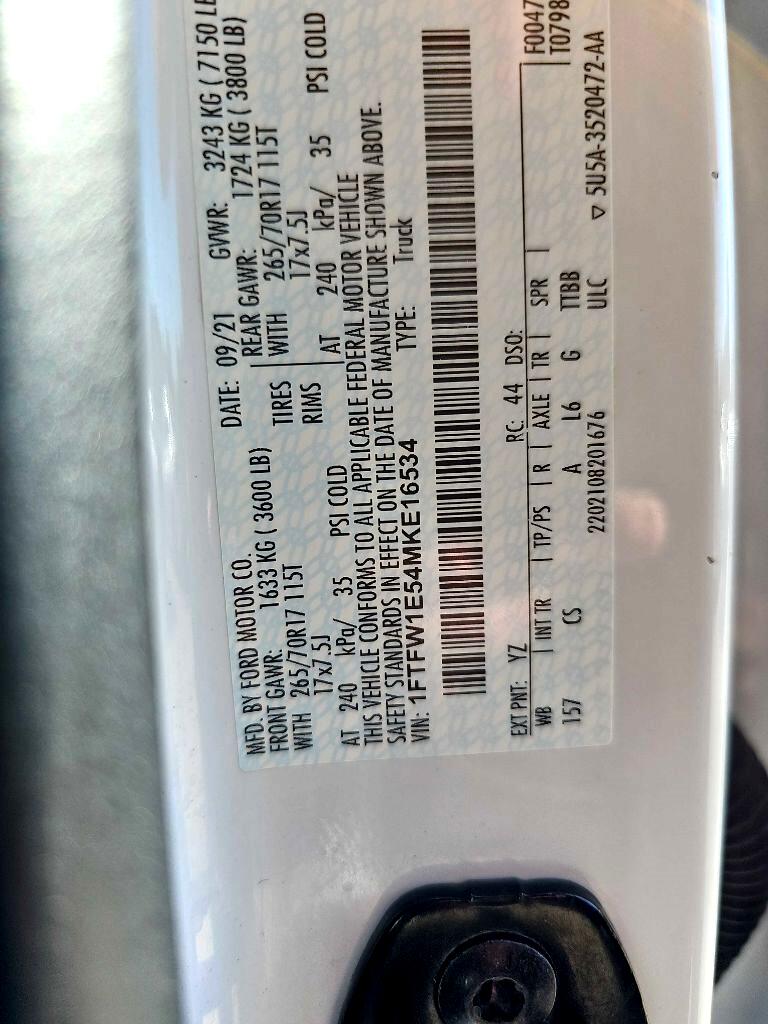 MFD. BY FORD MOTOR CO. DATE: 09/21 GVWR: 3243 KG ( 7150 LB
FRONT GAWR: 1633 KG ( 3600 LB) REAR GAWR: 1724 KG ( 3800 LB)
WITH 265/70R17 115T TIRES WITH 265/70R17 115T
17x7.5J RIMS 17x7.5J
AT 240 kPa/ 35 PSI COLD AT 240 kPa/ 35 PSI COLD
THIS VEHICLE CONFORMS TO ALL APPLICABLE FEDERAL MOTOR VEHICLE
SAFETY STANDARDS IN EFFECT ON THE DATE OF MANUFACTURE SHOWN ABOVE.
VIN: 1FTFW1E54MKE16534 TYPE: Truck
EXT PNT: YZ RC: 44 DSO: F0047
WB INT TR TP/PS R AXLE TR SPR T0798
157 CS A L6 G TTBB
2202108201676 ULC ▽ 5U5A-3520472-AA